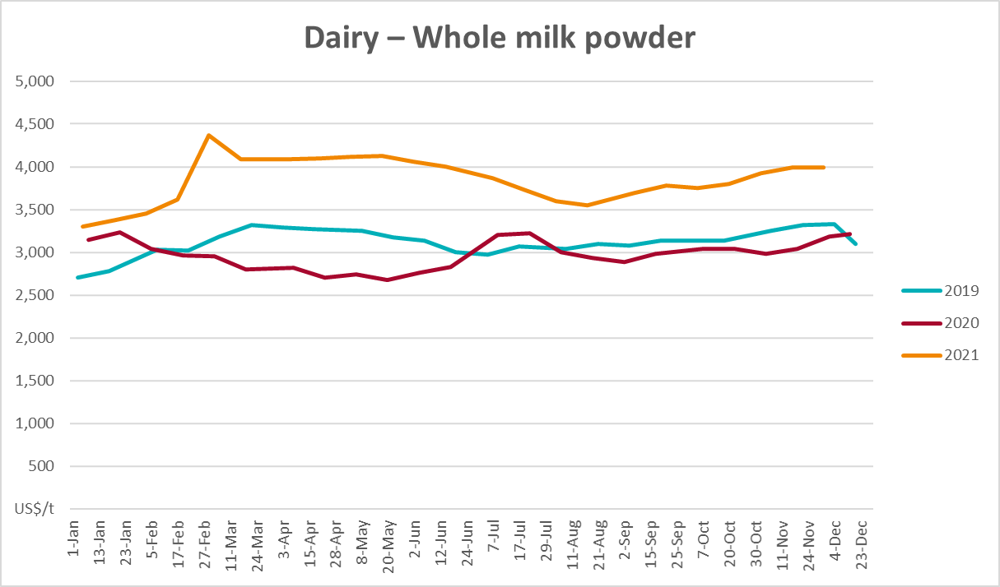 Dairy – Whole milk powder
5,000
4,500
4,000
3,500
3,000
2,500
2,000
1,500
1,000
500
US$/t
1-Jan
13-Jan
23-Jan
5-Feb
17-Feb
27-Feb
11-Mar
24-Mar
3-Apr
15-Apr
28-Apr
8-May
20-May
2-Jun
12-Jun
24-Jun
7-Jul
17-Jul
29-Jul
11-Aug
21-Aug
2-Sep
15-Sep
25-Sep
7-Oct
20-Oct
30-Oct
11-Nov
24-Nov
4-Dec
23-Dec
2019
2020
2021